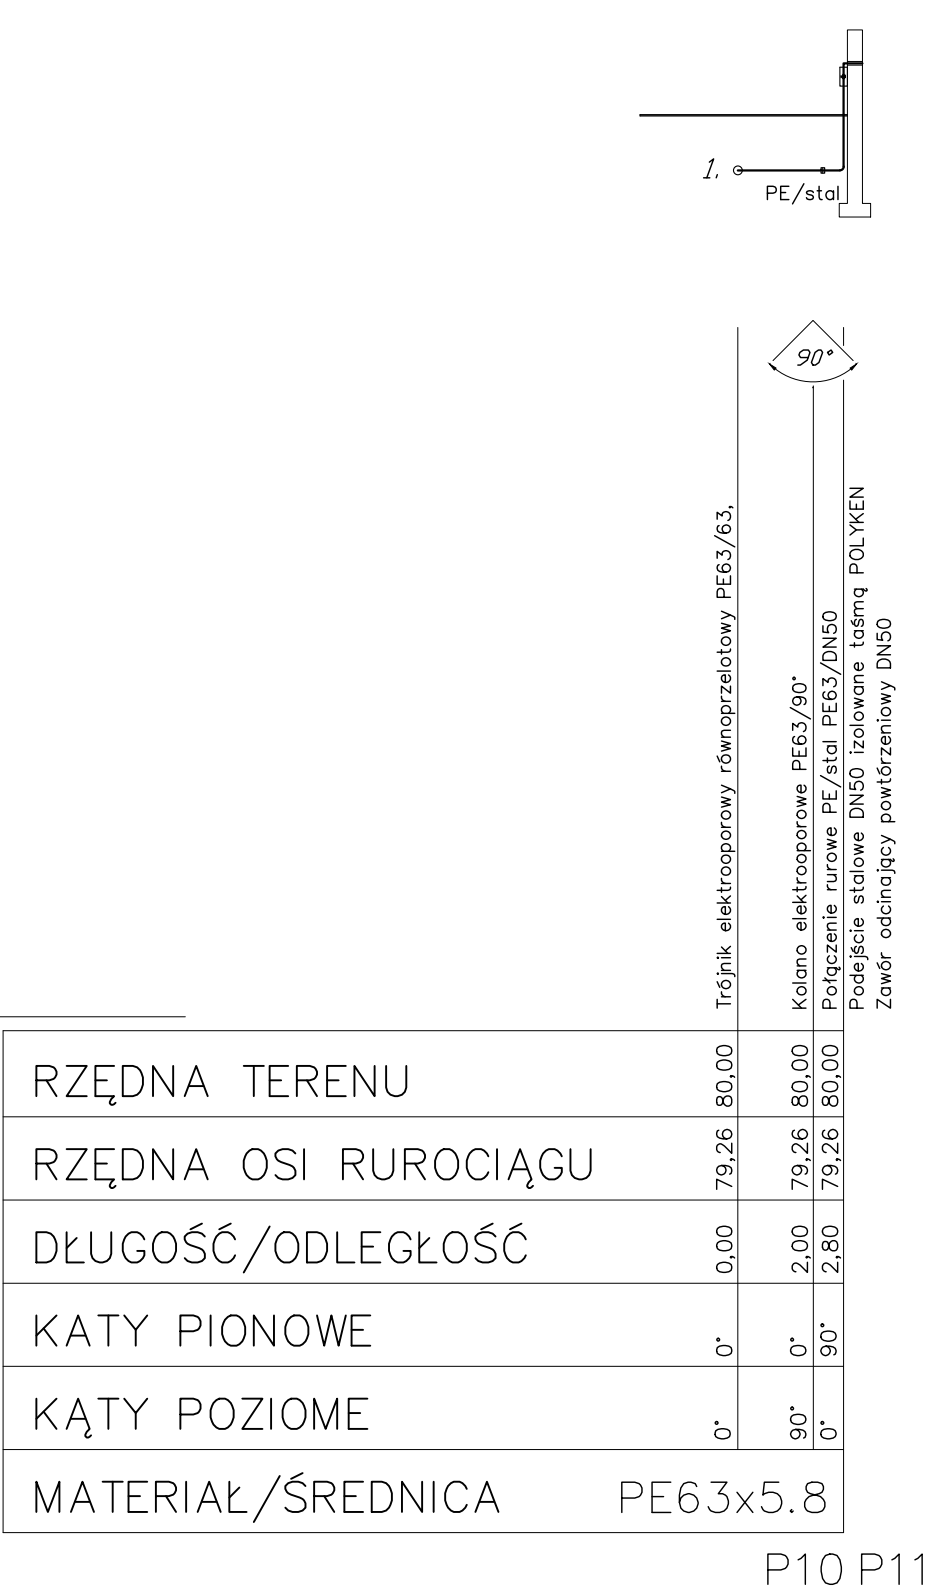 1.
PE/stal
90°
Trójnik elektrooporowy równoprzelotowy PE63/63,
Kolano elektrooporowe PE63/90°
Połączenie rurowe PE/stal PE63/DN50
Podejście stalowe DN50 izolowane taśmą POLYKEN
Zawór odcinający powtórzeniowy DN50
RZĘDNA TERENU 80,00 80,00 80,00
RZĘDNA OSI RUROCIĄGU 79,26 79,26 79,26
DŁUGOŚĆ/ODLEGŁOŚĆ 0,00 2,00 2,80
KATY PIONOWE 0° 0° 90°
KĄTY POZIOME 0° 90° 0°
MATERIAŁ/ŚREDNICA PE63x5.8
P10 P11